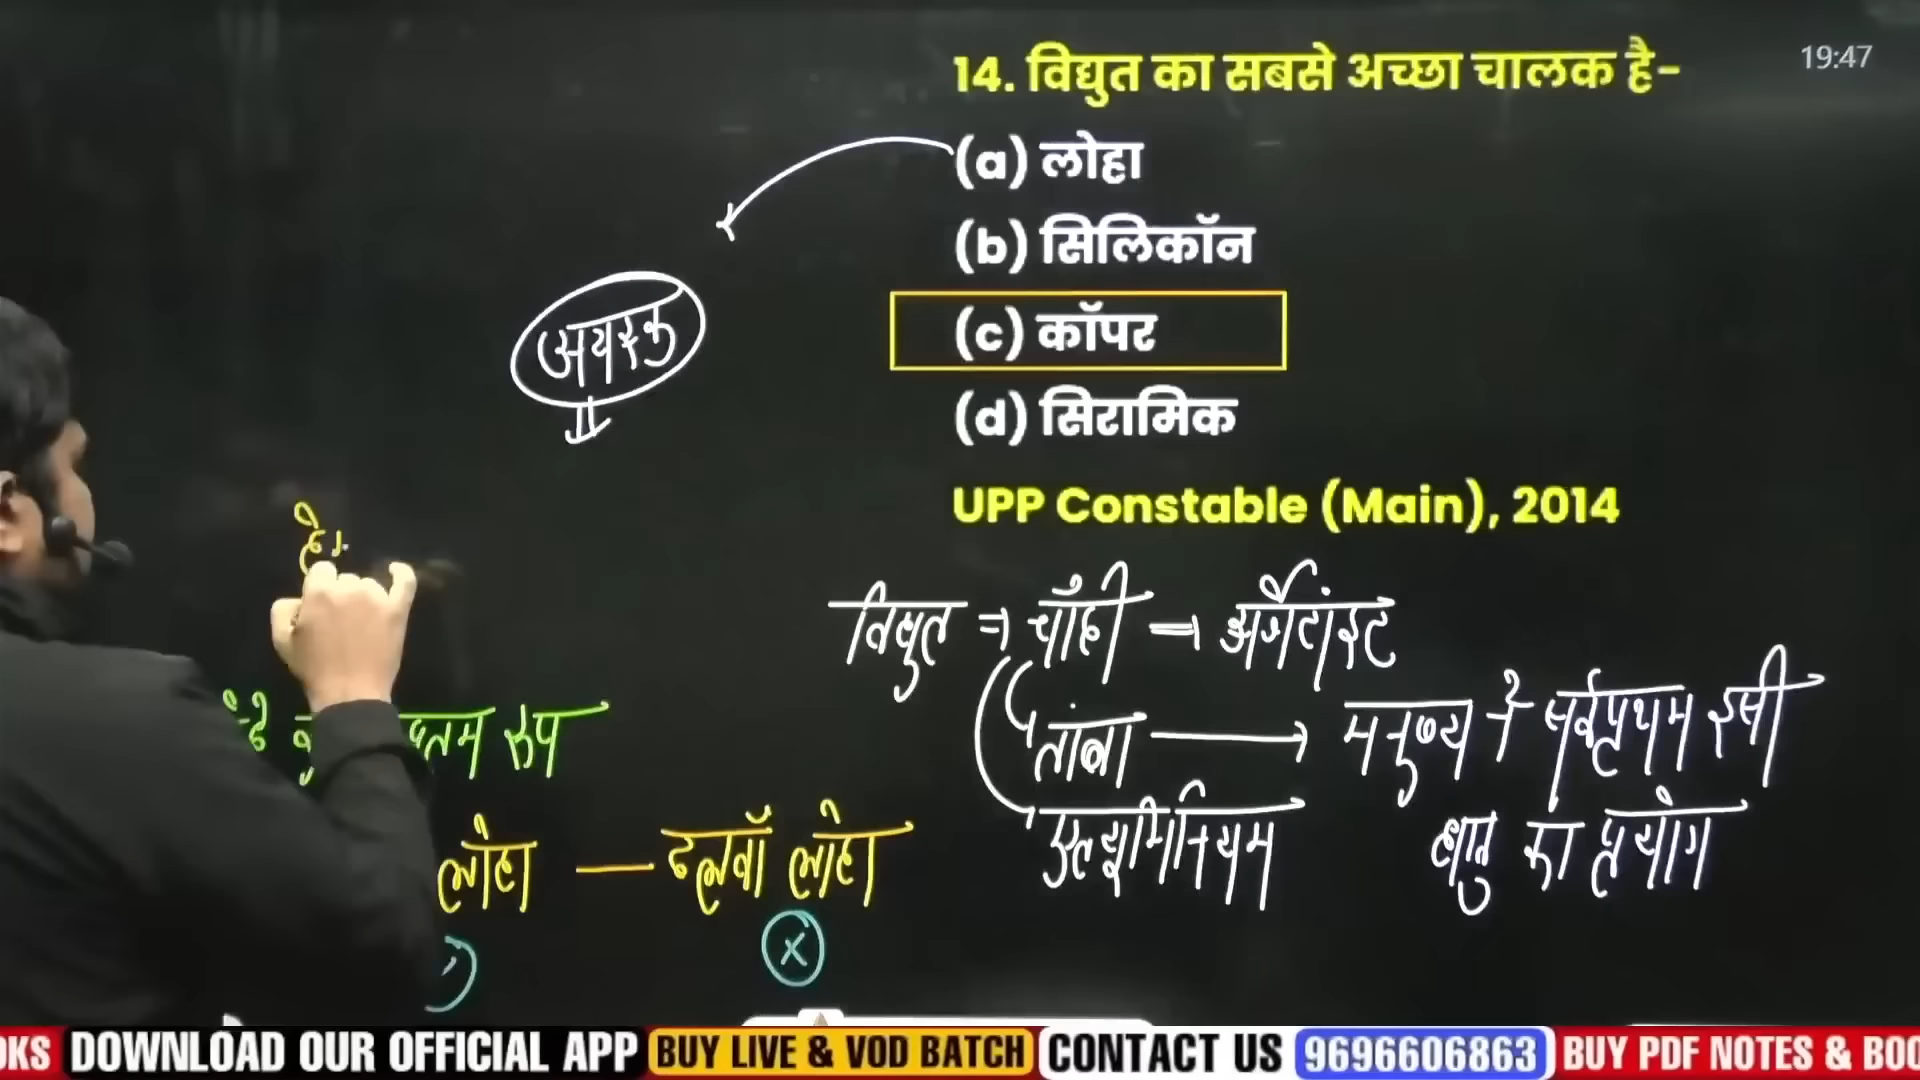 19:47
14. विद्युत का सबसे अच्छा चालक है-
(a) लोहा
(b) सिलिकॉन
(c) कॉपर
(d) सिरामिक
UPP Constable (Main), 2014
अयस्क
विद्युत ⇒ चाँदी → अर्जेंटाइट
तांबा → मनुष्य ने सर्वप्रथम इसी
धातु का प्रयोग
एल्युमिनियम
रूप
लोहा — ढलवाँ लोहा
X
OKS DOWNLOAD OUR OFFICIAL APP BUY LIVE & VOD BATCH CONTACT US 9696606863 BUY PDF NOTES & BOO